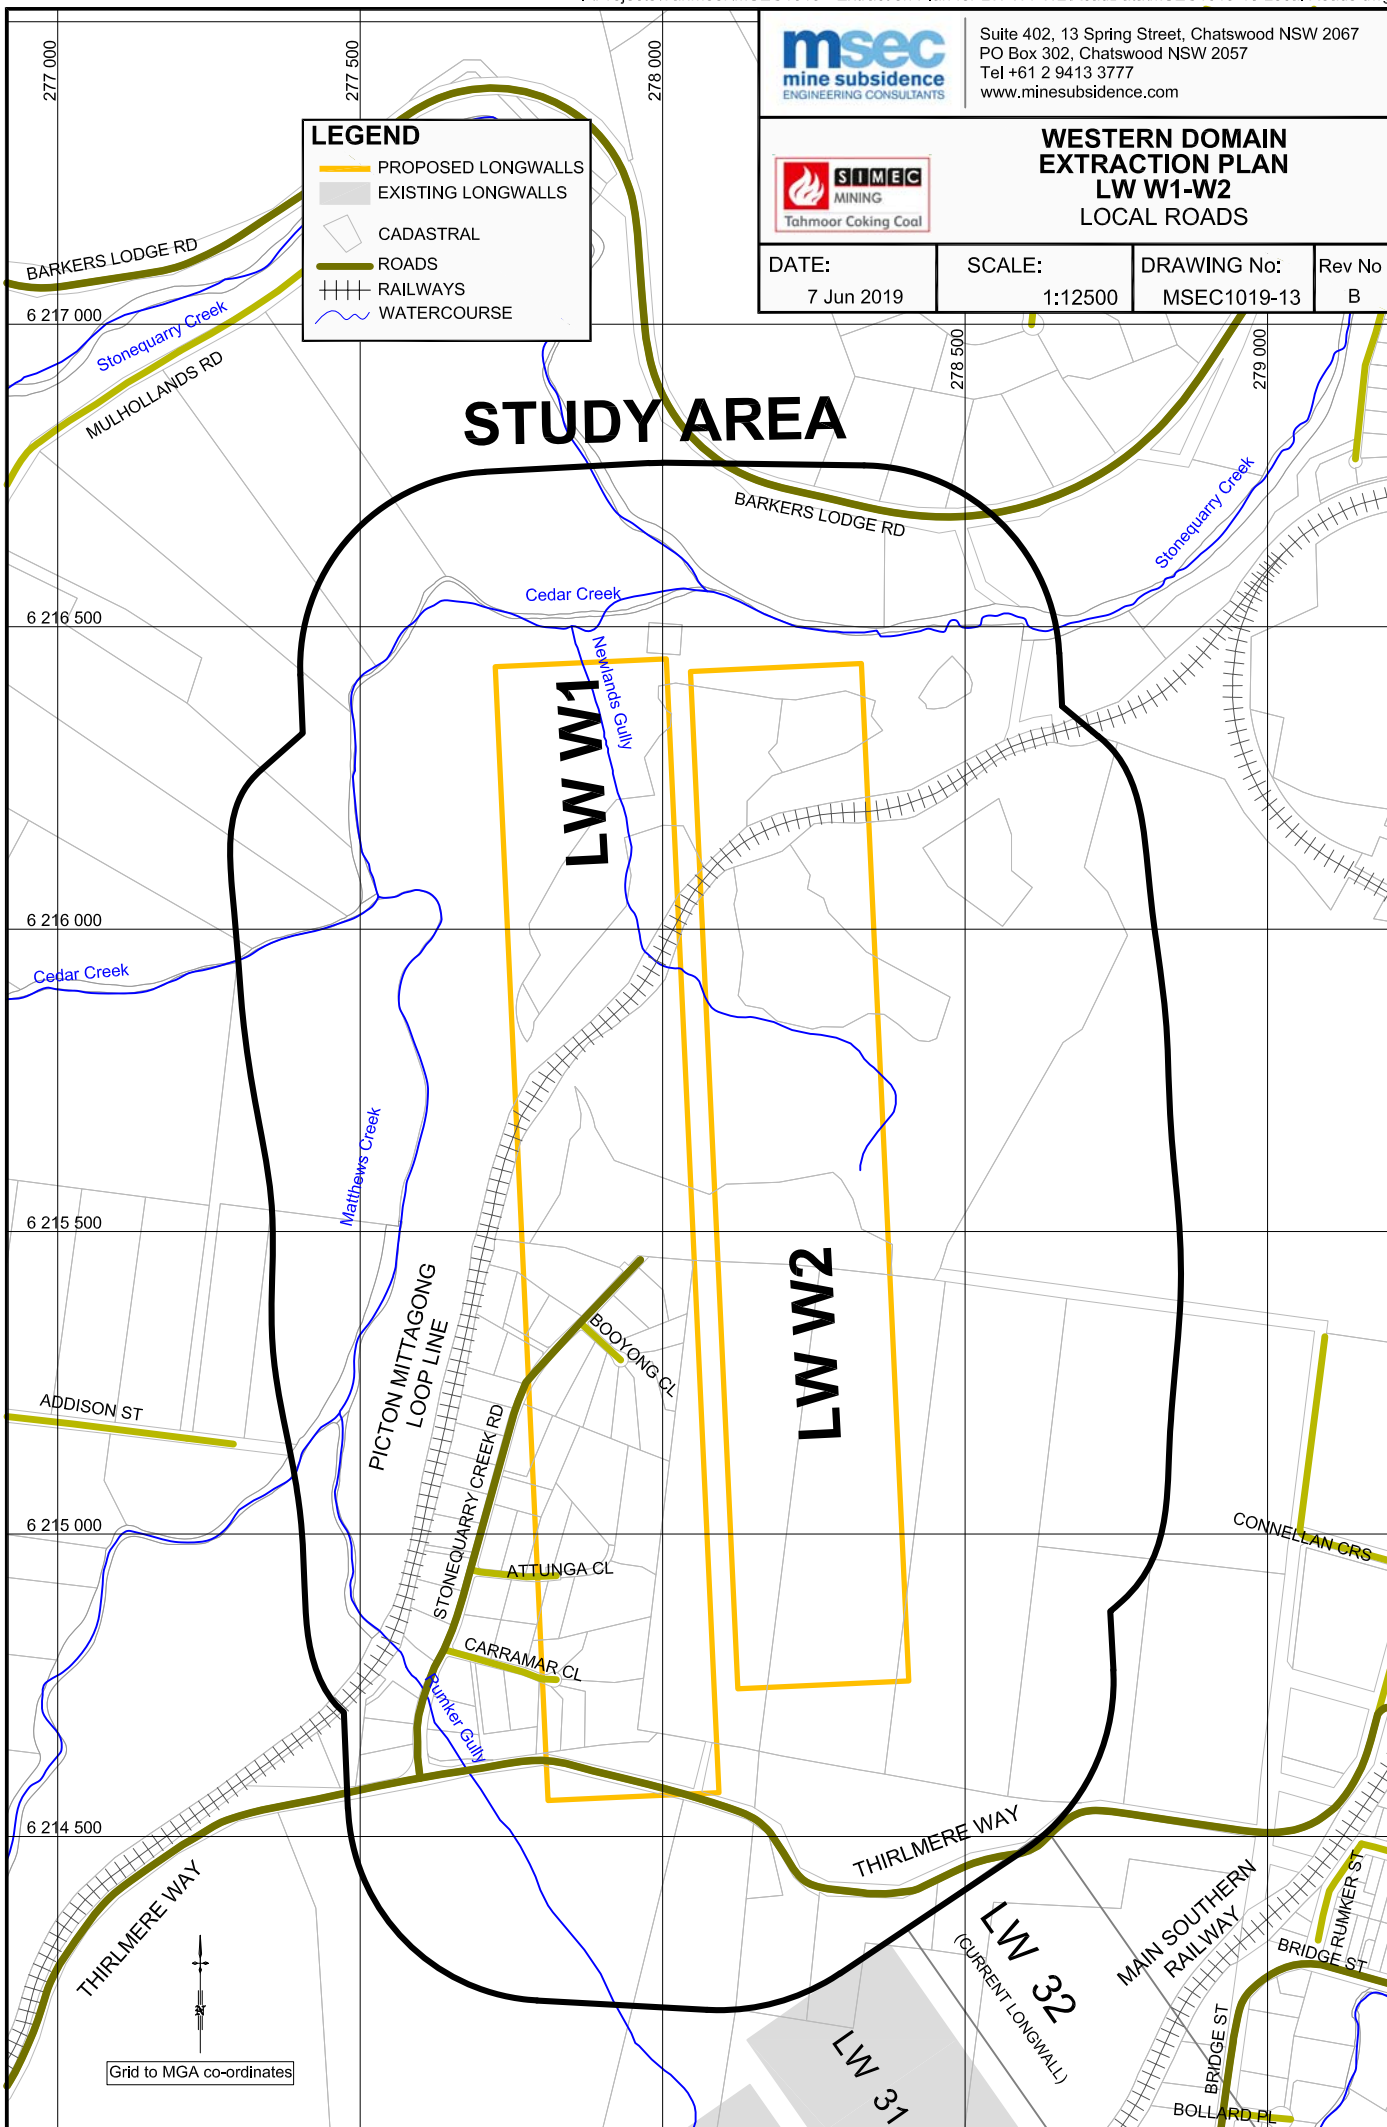 msec
mine subsidence
ENGINEERING CONSULTANTS
Suite 402, 13 Spring Street, Chatswood NSW 2067
PO Box 302, Chatswood NSW 2057
Tel +61 2 9413 3777
www.minesubsidence.com
SIMEC
MINING
Tahmoor Coking Coal
WESTERN DOMAIN
EXTRACTION PLAN
LW W1-W2
LOCAL ROADS
DATE:
7 Jun 2019
SCALE:
1:12500
DRAWING No:
MSEC1019-13
Rev No
B
277 000
277 500
278 000
LEGEND
PROPOSED LONGWALLS
EXISTING LONGWALLS
CADASTRAL
ROADS
RAILWAYS
WATERCOURSE
BARKERS LODGE RD
6 217 000
Stonequarry Creek
MULHOLLANDS RD
278 500
279 000
STUDY AREA
BARKERS LODGE RD
Stonequarry Creek
Cedar Creek
6 216 500
Newlands Gully
LW W1
6 216 000
Cedar Creek
Matthews Creek
6 215 500
LW W2
PICTON MITTAGONG
LOOP LINE
BOOYONG CL
ADDISON ST
STONEQUARRY CREEK RD
6 215 000
CONNELLAN CRS
ATTUNGA CL
CARRAMAR CL
Rumker Gully
6 214 500
THIRLMERE WAY
THIRLMERE WAY
LW 32
(CURRENT LONGWALL)
MAIN SOUTHERN
RAILWAY
RUMKER ST
BRIDGE ST
BRIDGE ST
LW 31
BOLLARD PL
N
Grid to MGA co-ordinates